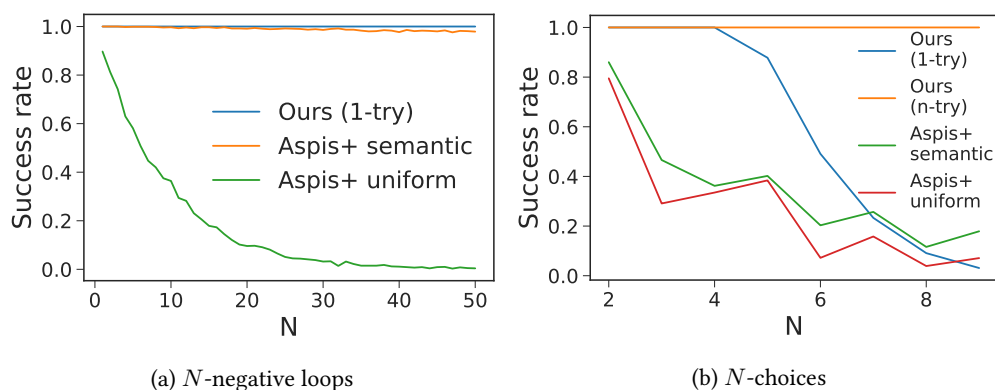 1.0
0.8
0.6
0.4
0.2
0.0
Success rate
Ours (1-try)
Aspis+ semantic
Aspis+ uniform
0 10 20 30 40 50
N
(a) N-negative loops
1.0
0.8
0.6
0.4
0.2
0.0
Success rate
Ours
(1-try)
Ours
(n-try)
Aspis+
semantic
Aspis+
uniform
2 4 6 8
N
(b) N-choices